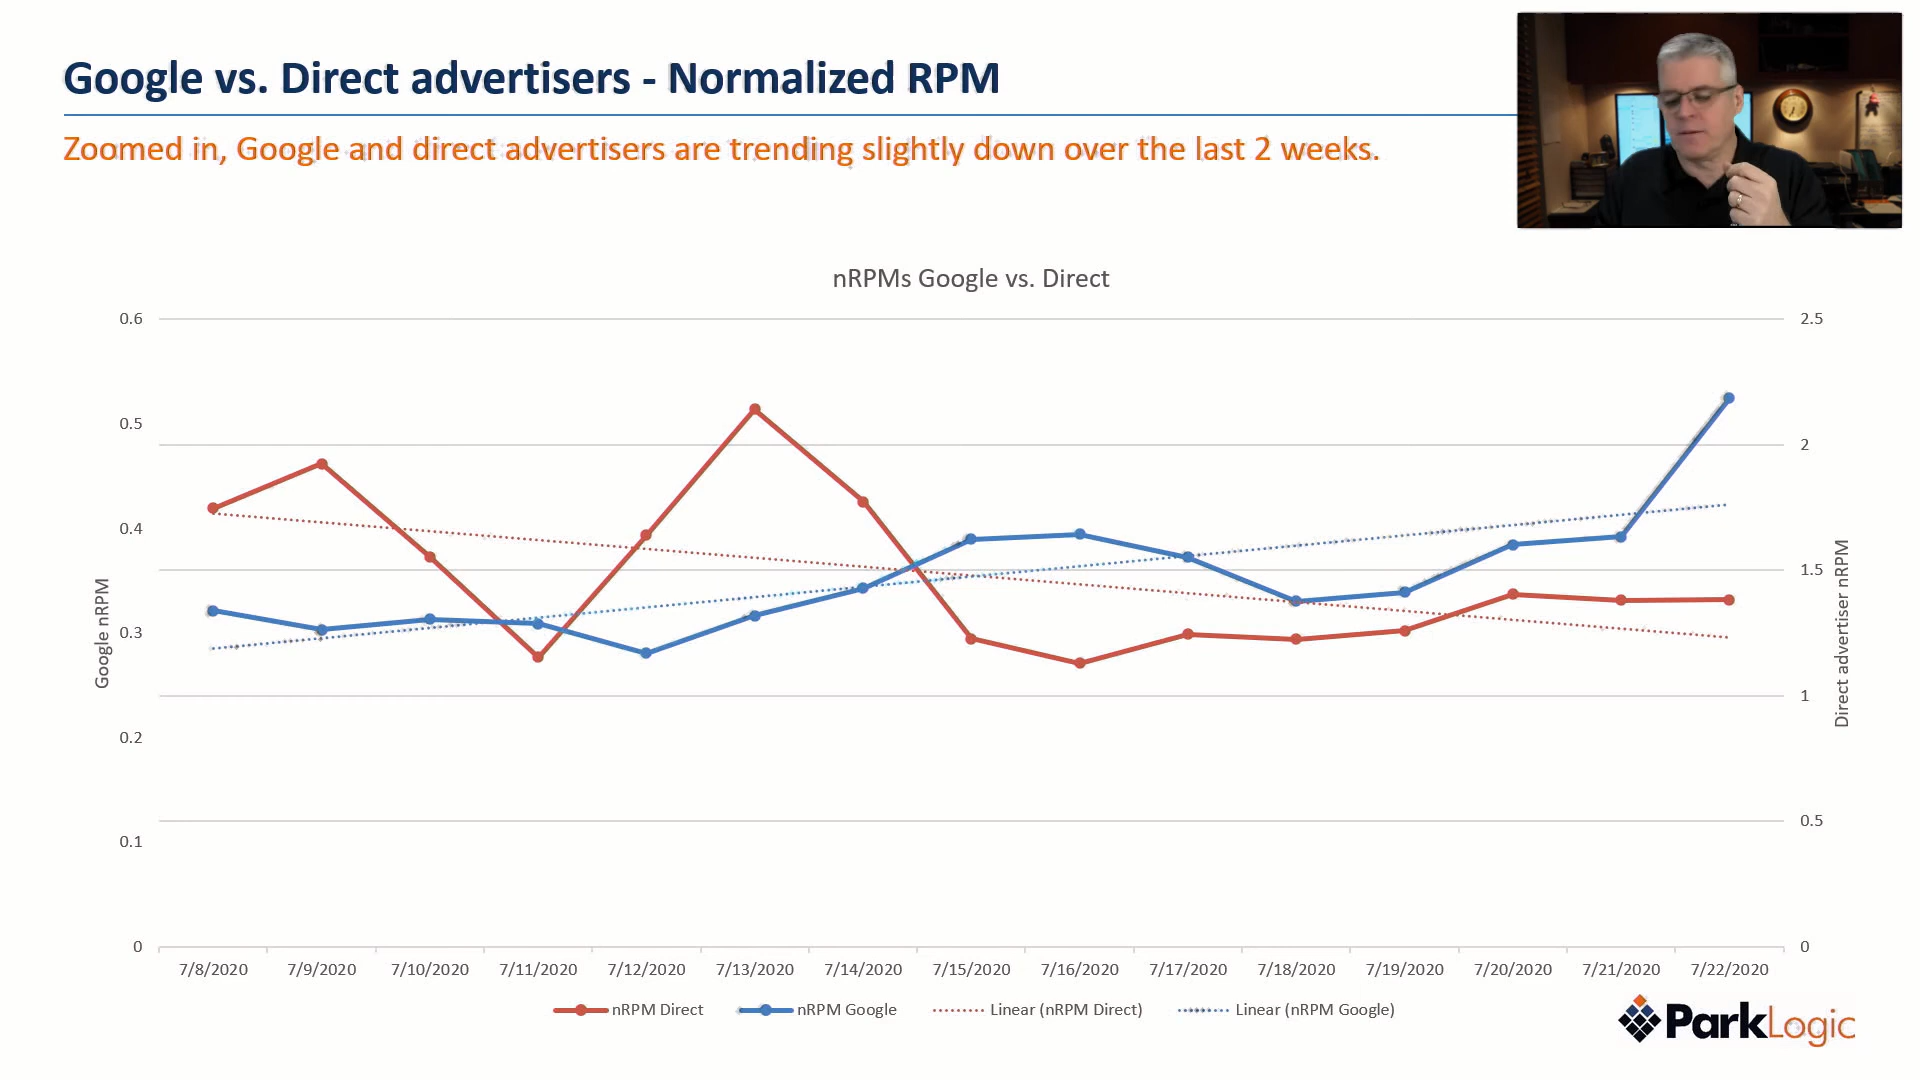 Google vs. Direct advertisers - Normalized RPM
Zoomed in, Google and direct advertisers are trending slightly down over the last 2 weeks.
nRPMs Google vs. Direct
0.6
0.5
0.4
0.3
0.2
0.1
0
Google nRPM
2.5
2
1.5
1
0.5
0
Direct advertiser nRPM
7/8/2020 7/9/2020 7/10/2020 7/11/2020 7/12/2020 7/13/2020 7/14/2020 7/15/2020 7/16/2020 7/17/2020 7/18/2020 7/19/2020 7/20/2020 7/21/2020 7/22/2020
nRPM Direct nRPM Google Linear (nRPM Direct) Linear (nRPM Google)
ParkLogic